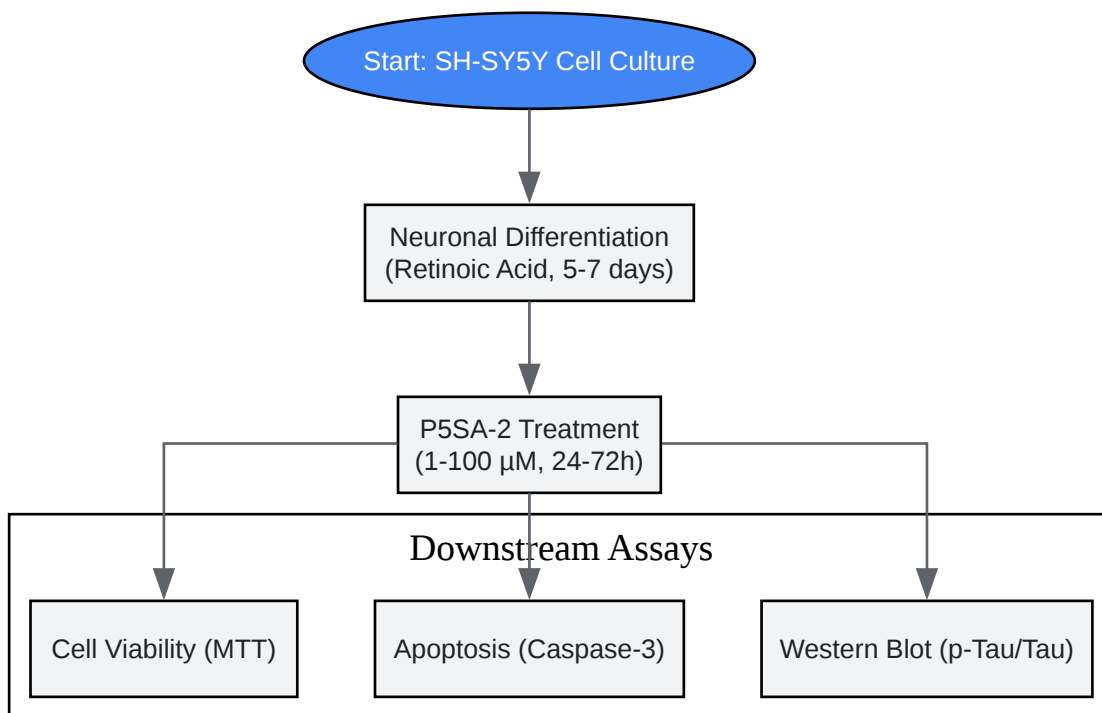 Start: SH-SY5Y Cell Culture
Neuronal Differentiation
(Retinoic Acid, 5-7 days)
P5SA-2 Treatment
(1-100 µM, 24-72h)
Downstream Assays
Cell Viability (MTT)
Apoptosis (Caspase-3)
Western Blot (p-Tau/Tau)